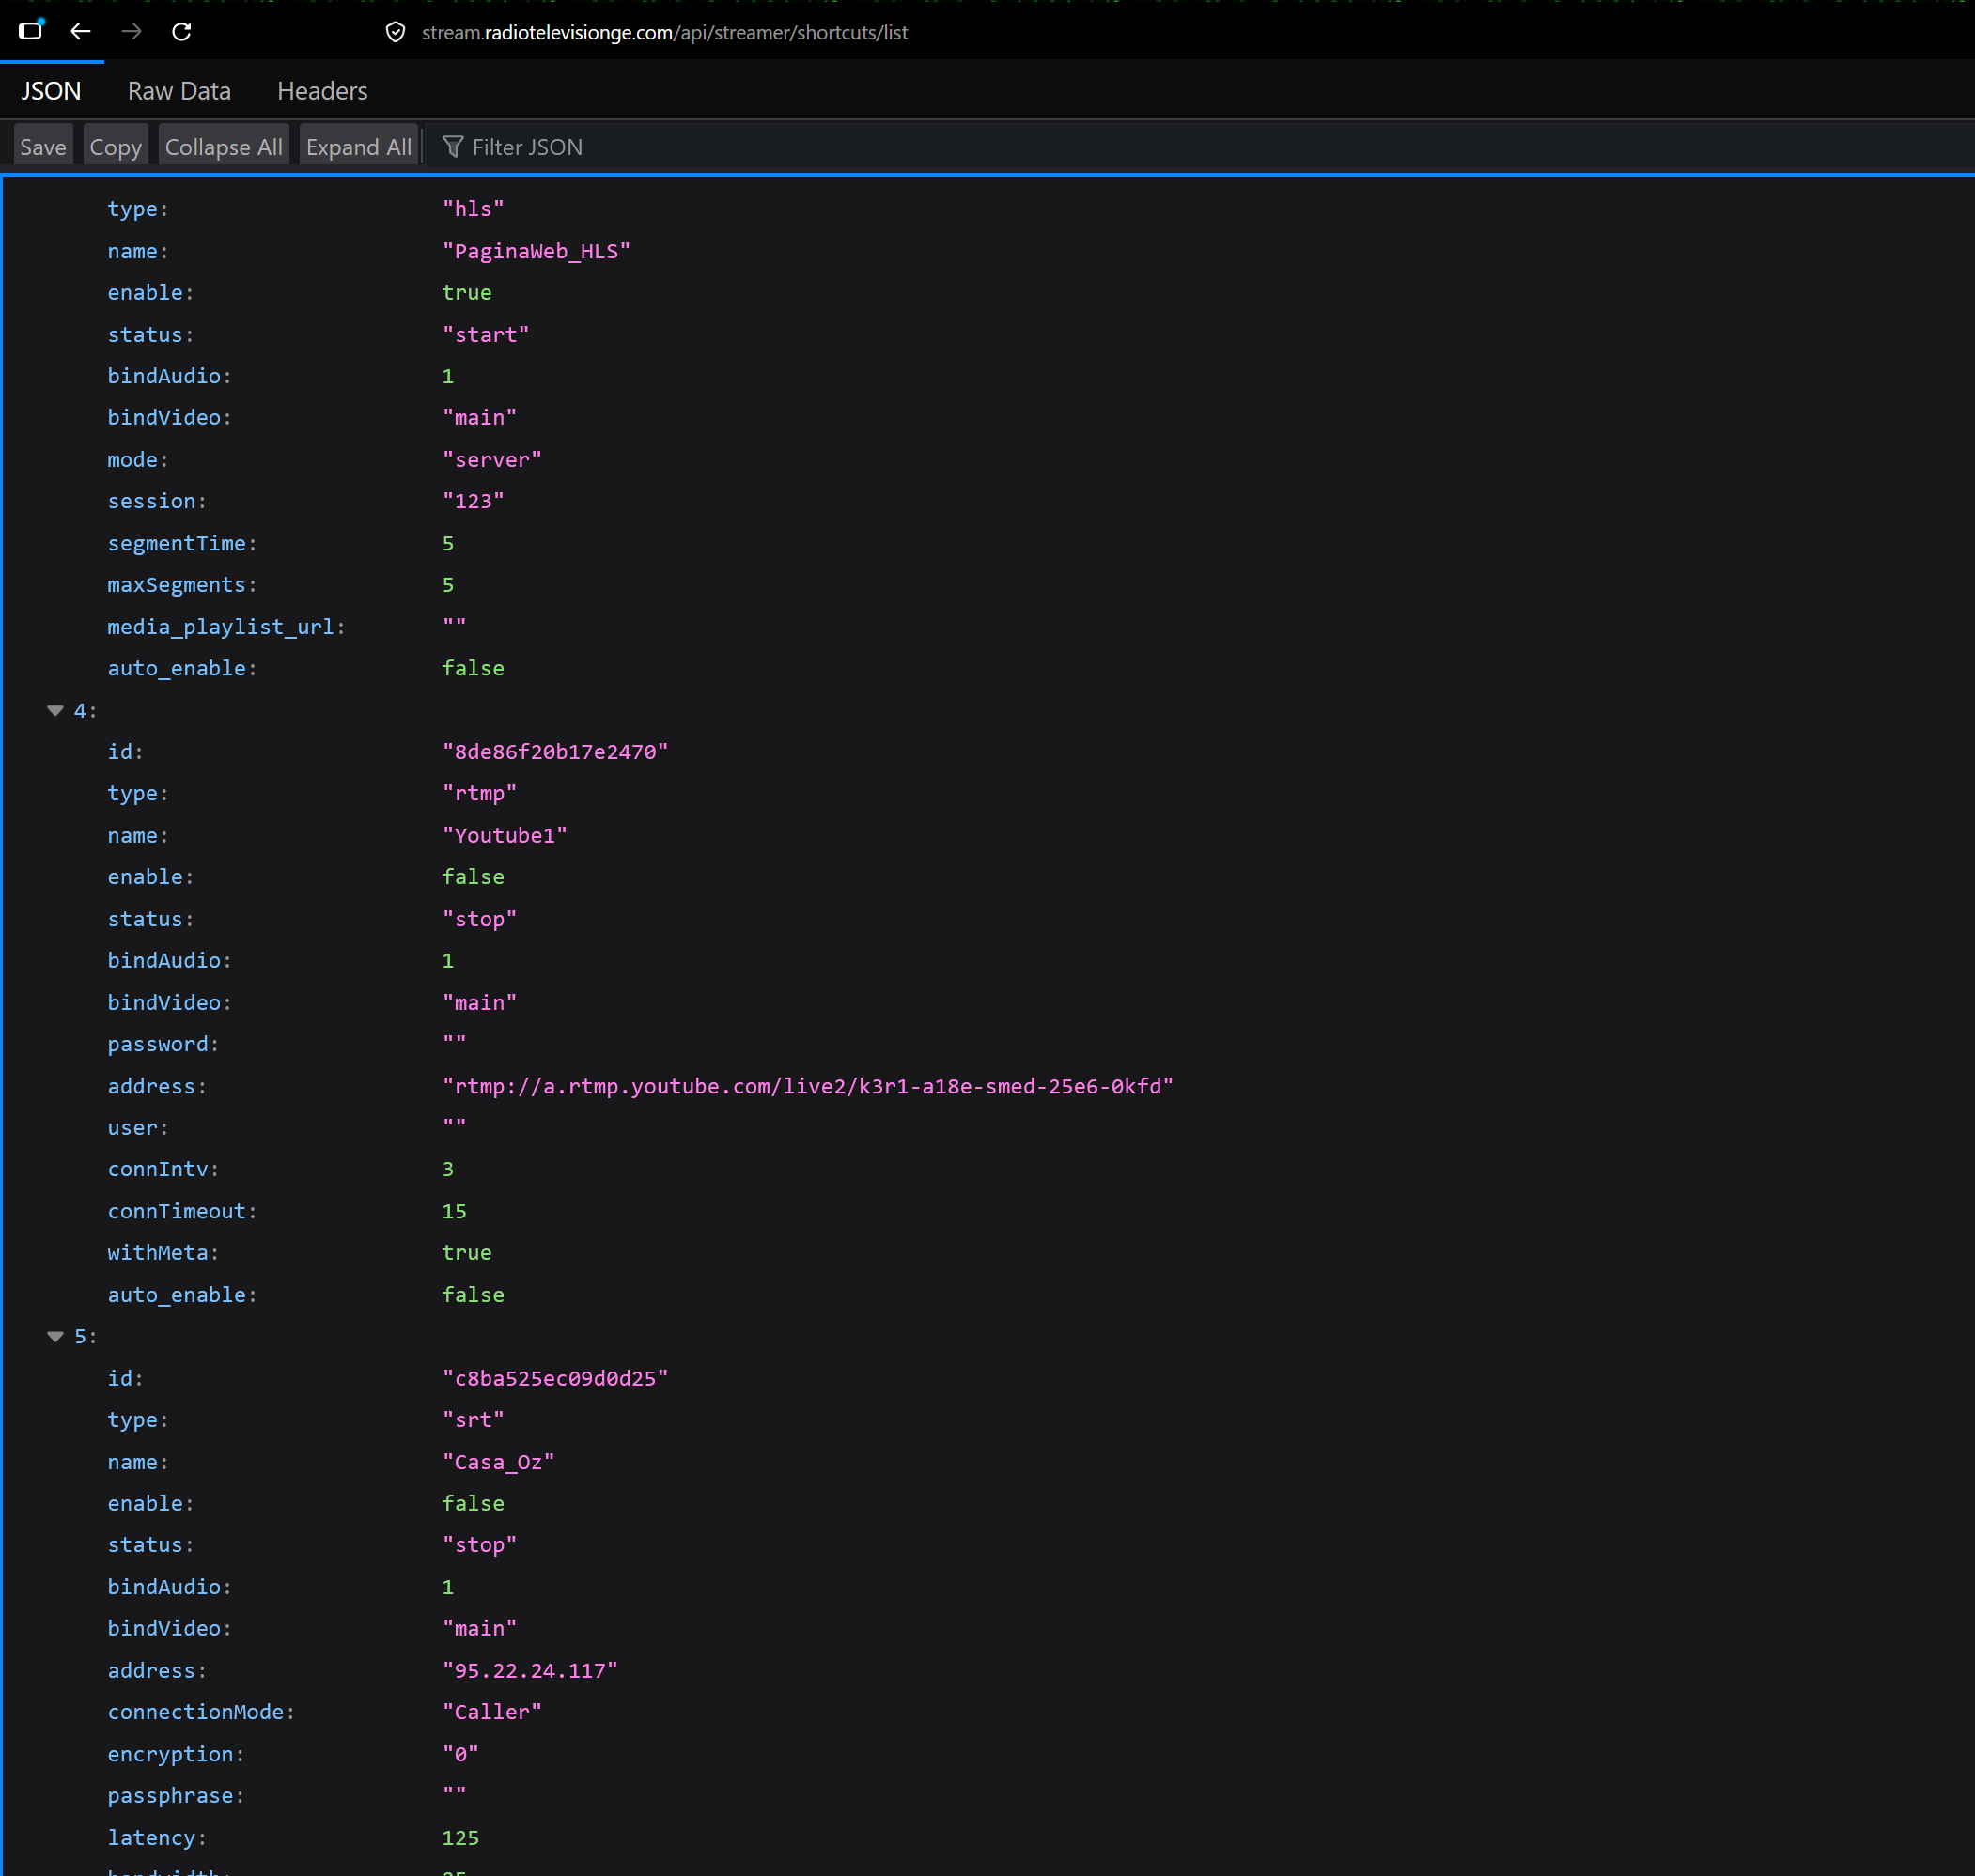 stream.radiotelevisionge.com/api/streamer/shortcuts/list
JSON Raw Data Headers
Save Copy Collapse All Expand All Filter JSON
type: "hls"
name: "PaginaWeb_HLS"
enable: true
status: "start"
bindAudio: 1
bindVideo: "main"
mode: "server"
session: "123"
segmentTime: 5
maxSegments: 5
media_playlist_url: ""
auto_enable: false
4:
id: "8de86f20b17e2470"
type: "rtmp"
name: "Youtube1"
enable: false
status: "stop"
bindAudio: 1
bindVideo: "main"
password: ""
address: "rtmp://a.rtmp.youtube.com/live2/k3r1-a18e-smed-25e6-0kfd"
user: ""
connIntv: 3
connTimeout: 15
withMeta: true
auto_enable: false
5:
id: "c8ba525ec09d0d25"
type: "srt"
name: "Casa_Oz"
enable: false
status: "stop"
bindAudio: 1
bindVideo: "main"
address: "95.22.24.117"
connectionMode: "Caller"
encryption: "0"
passphrase: ""
latency: 125